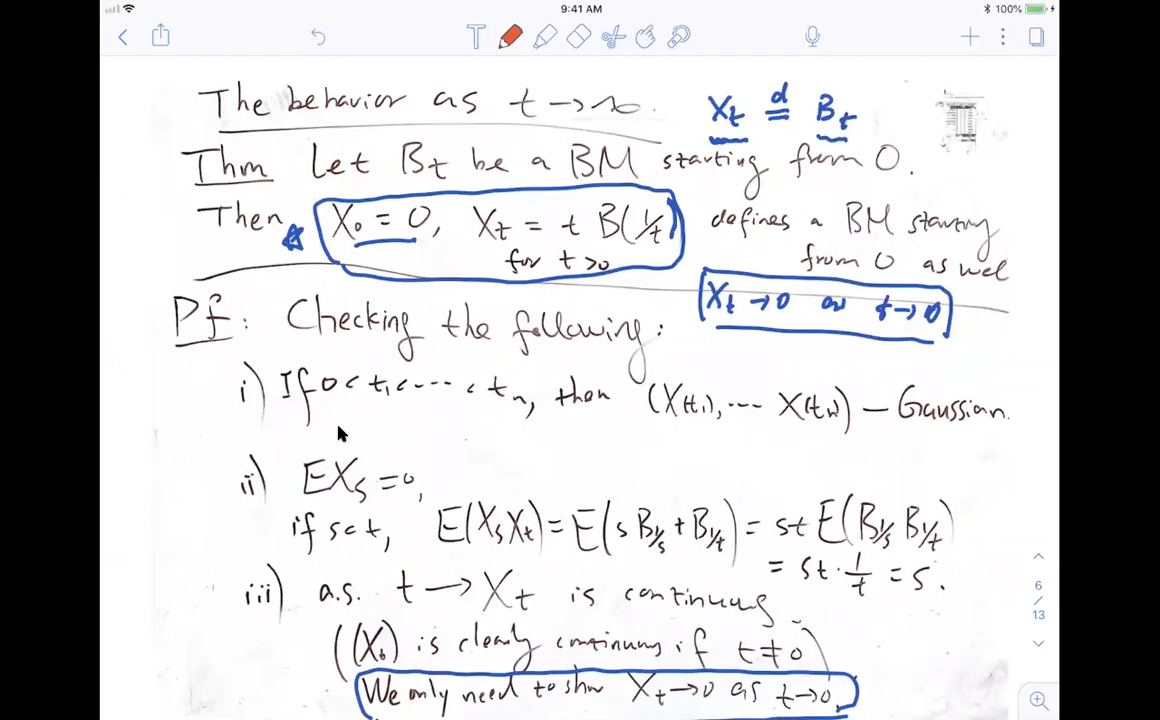 9:41 AM
100%
The behavior as t → ∞.
X_t =^d B_t
Thm Let B_t be a BM starting from 0.
Then X_0 = 0, X_t = t B(1/t) defines a BM starting
for t>0 from 0 as well
X_t → 0 as t → 0
Pf: Checking the following:
i) If 0 < t_1 < ... < t_n, then (X(t_1), ... X(t_n)) – Gaussian.
ii) EX_s = 0,
if s<t, E(X_s X_t) = E(s B_{1/s} t B_{1/t}) = st E(B_{1/s} B_{1/t})
= st · 1/t = s.
iii) a.s. t → X_t is continuous
((X_t) is clearly continuous if t ≠ 0)
We only need to show X_t → 0 as t → 0.
6
/
13